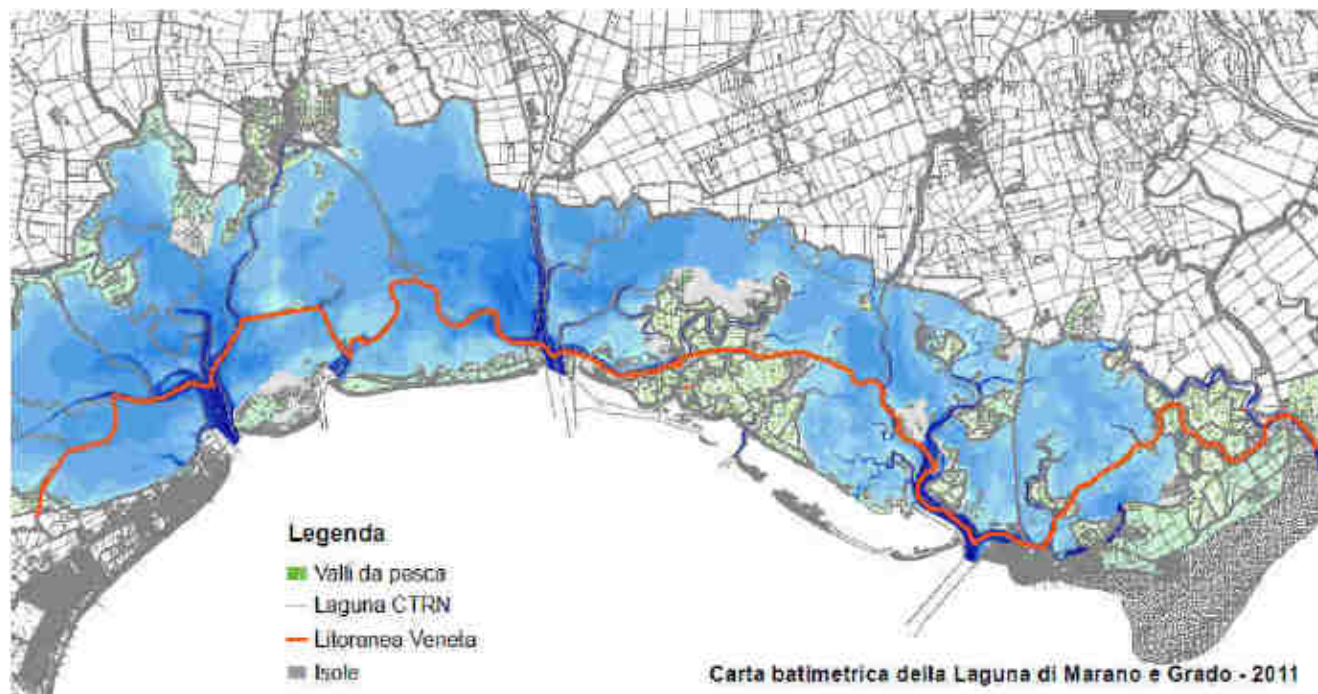 Legenda
Valli da pesca
Laguna CTRN
Litoranea Veneta
Isole
Carta batimetrica della Laguna di Marano e Grado - 2011